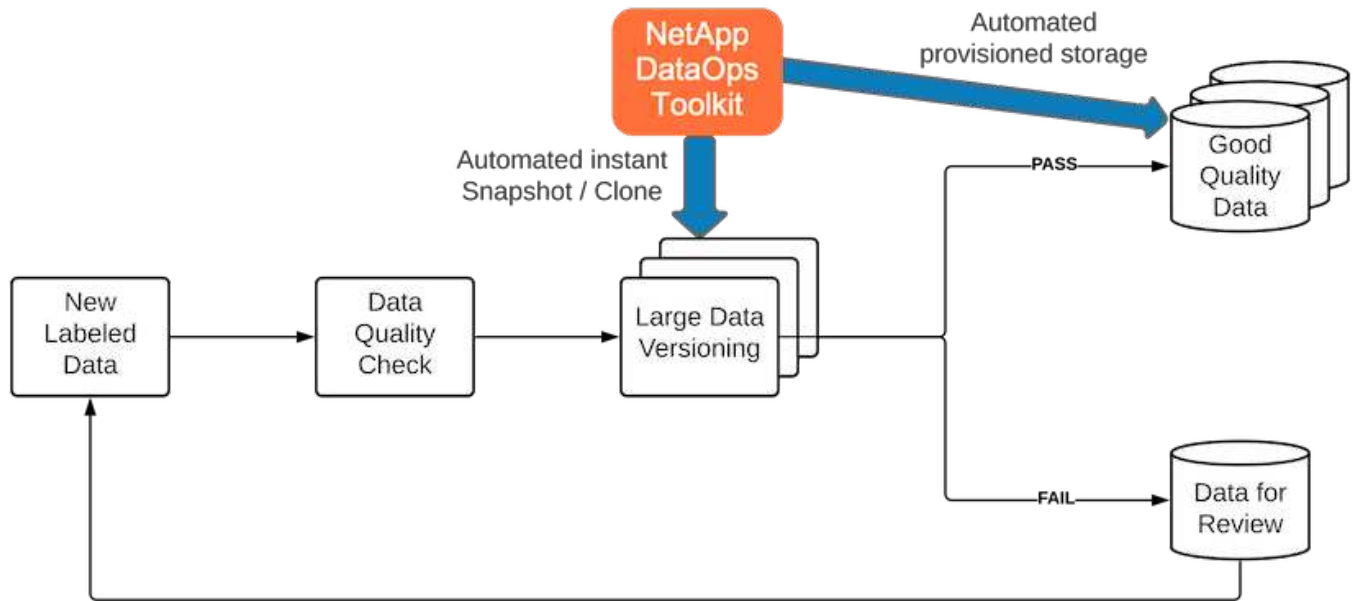 NetApp
DataOps
Toolkit
Automated
provisioned storage
Automated instant
Snapshot / Clone
Good
Quality
Data
PASS
New
Labeled
Data
Data
Quality
Check
Large Data
Versioning
FAIL
Data for
Review